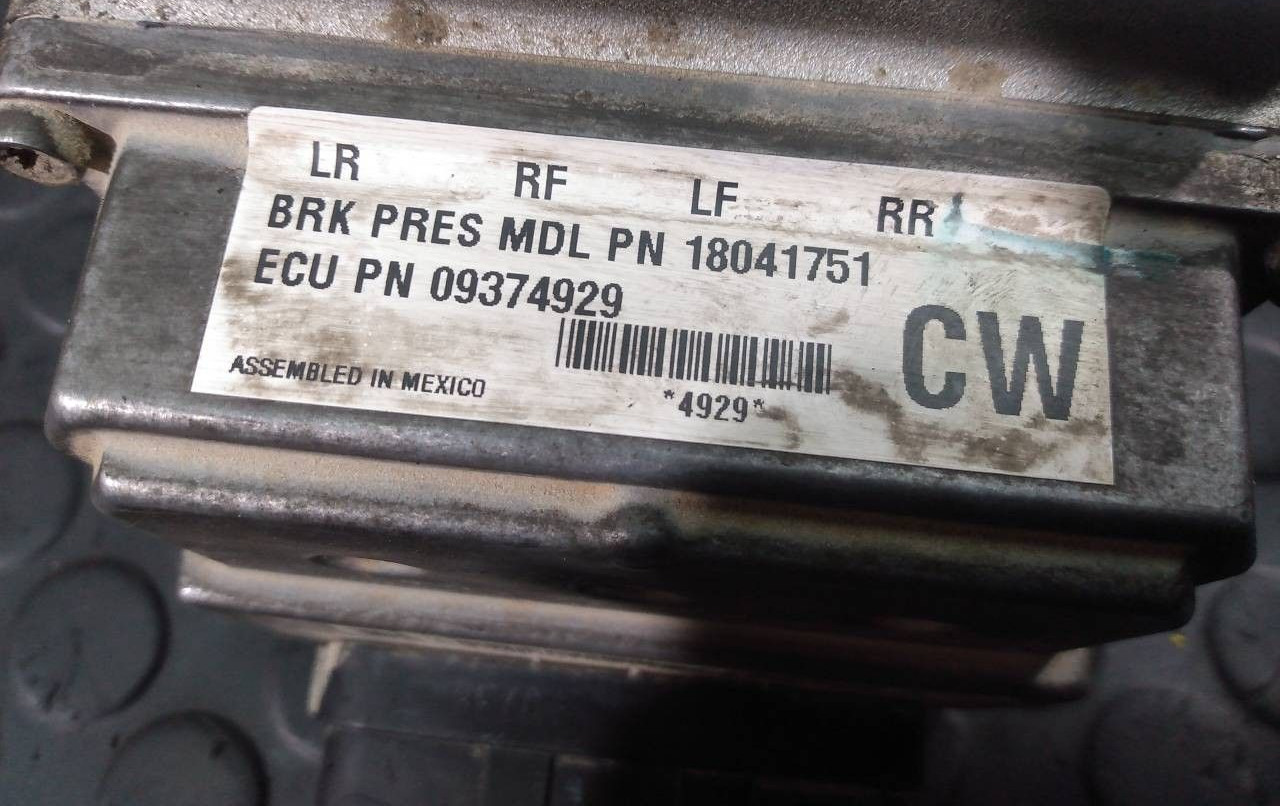 LR RF LF RR
BRK PRES MDL PN 18041751
ECU PN 09374929
CW
ASSEMBLED IN MEXICO
*4929*